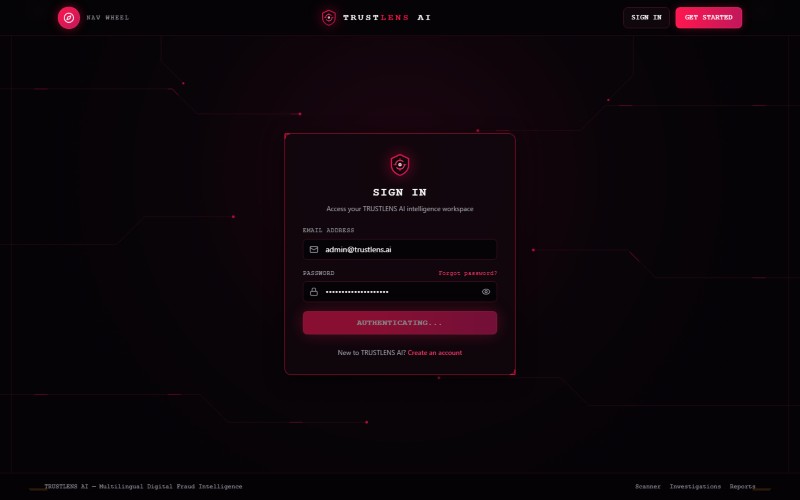 NAV WHEEL
TRUSTLENS AI
SIGN IN
GET STARTED
SIGN IN
Access your TRUSTLENS AI intelligence workspace
EMAIL ADDRESS
admin@trustlens.ai
PASSWORD
Forgot password?
••••••••••••••••••••
AUTHENTICATING...
New to TRUSTLENS AI? Create an account
TRUSTLENS AI — Multilingual Digital Fraud Intelligence
Scanner Investigations Reports